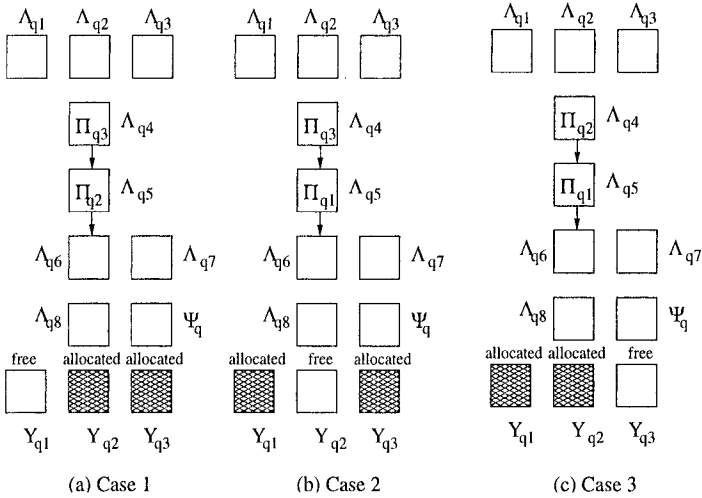 Λq1 Λq2 Λq3 Λq1 Λq2 Λq3 Λq1 Λq2 Λq3
Πq3 Λq4 Πq3 Λq4 Πq2 Λq4
Πq2 Λq5 Πq1 Λq5 Πq1 Λq5
Λq6 Λq7 Λq6 Λq7 Λq6 Λq7
Λq8 Ψq Λq8 Ψq Λq8 Ψq
free allocated allocated allocated free allocated allocated allocated free
Yq1 Yq2 Yq3 Yq1 Yq2 Yq3 Yq1 Yq2 Yq3
(a) Case 1 (b) Case 2 (c) Case 3